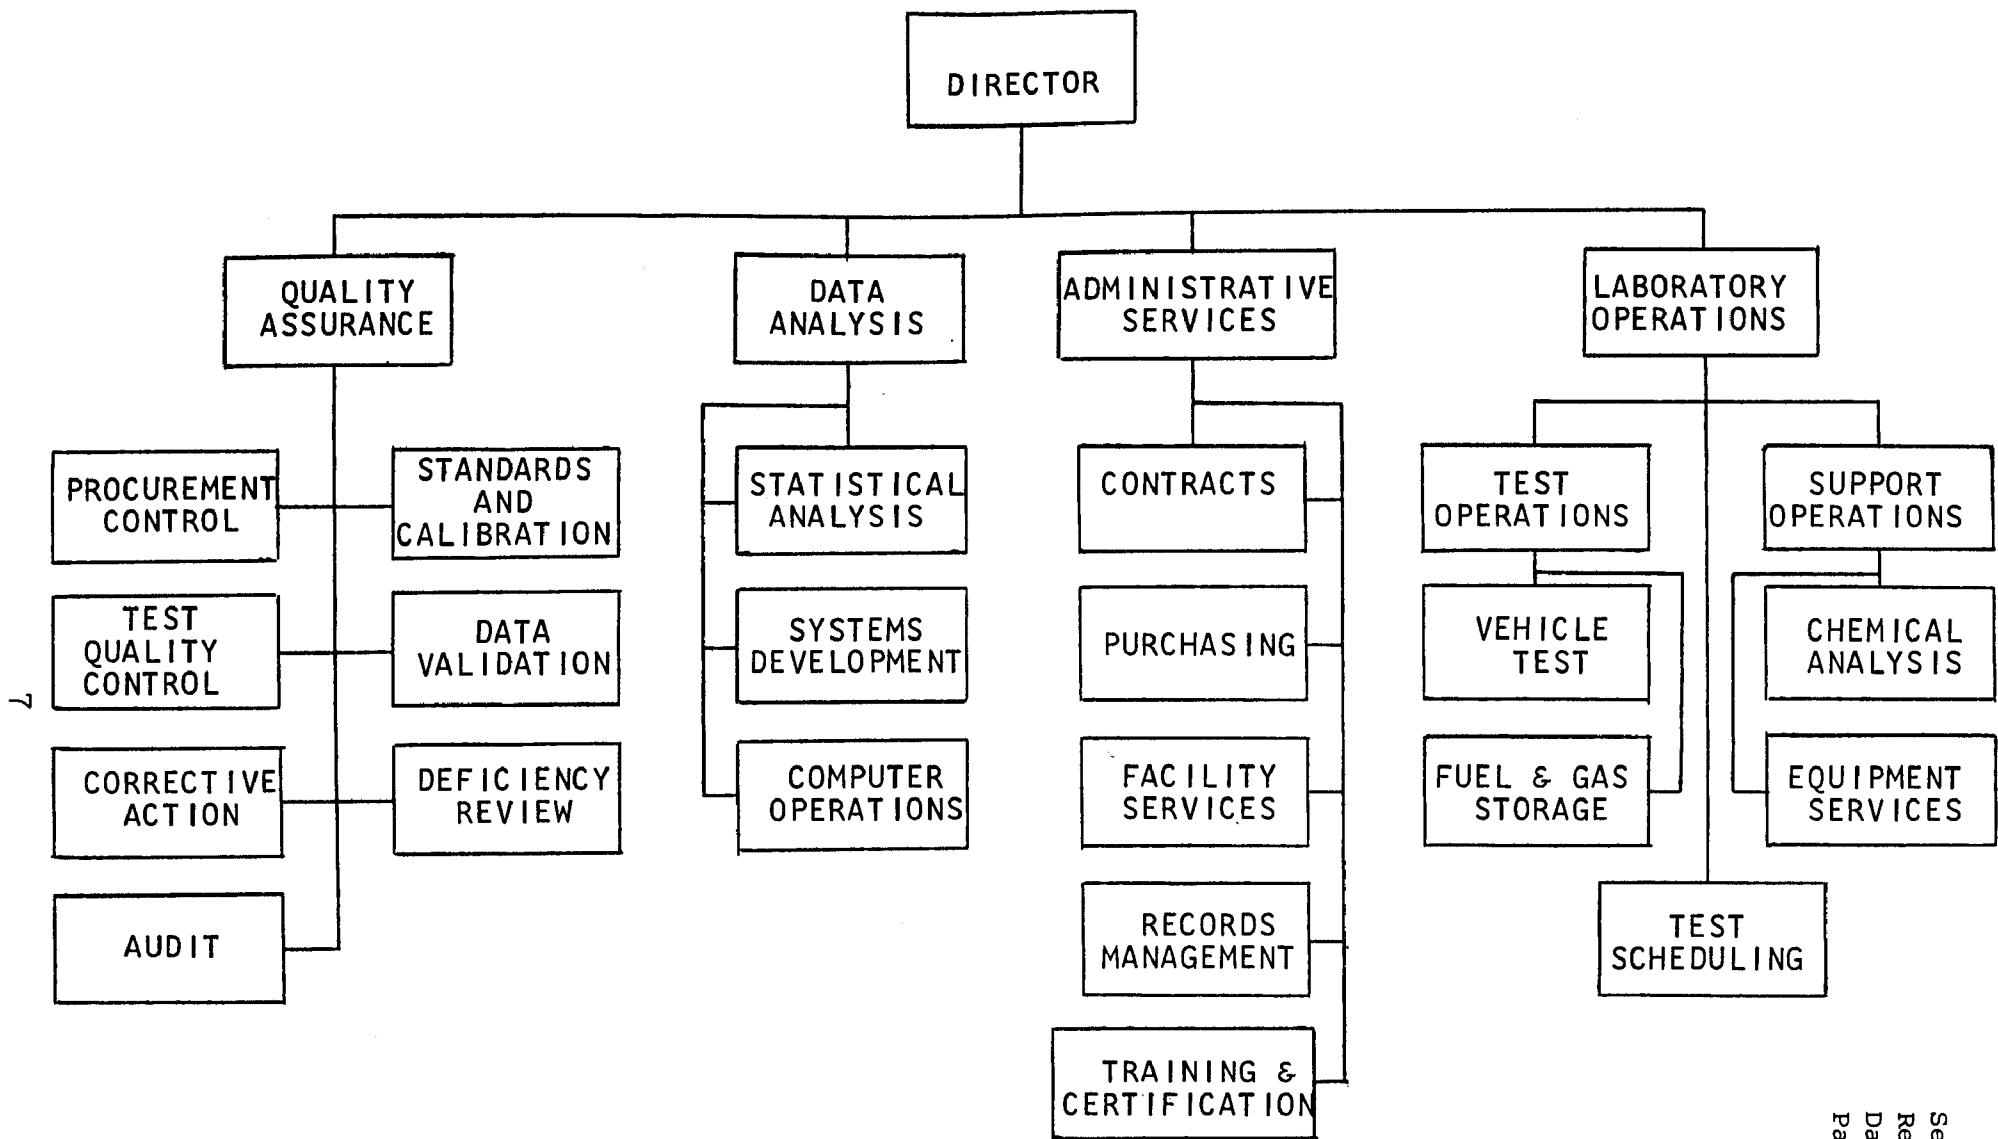 DIRECTOR
QUALITY
ASSURANCE
DATA
ANALYSIS
ADMINISTRATIVE
SERVICES
LABORATORY
OPERATIONS
PROCUREMENT
CONTROL
STANDARDS
AND
CALIBRATION
TEST
QUALITY
CONTROL
DATA
VALIDATION
CORRECTIVE
ACTION
DEFICIENCY
REVIEW
AUDIT
STATISTICAL
ANALYSIS
SYSTEMS
DEVELOPMENT
COMPUTER
OPERATIONS
CONTRACTS
PURCHASING
FACILITY
SERVICES
RECORDS
MANAGEMENT
TRAINING &
CERTIFICATION
TEST
OPERATIONS
VEHICLE
TEST
FUEL & GAS
STORAGE
SUPPORT
OPERATIONS
CHEMICAL
ANALYSIS
EQUIPMENT
SERVICES
TEST
SCHEDULING
7